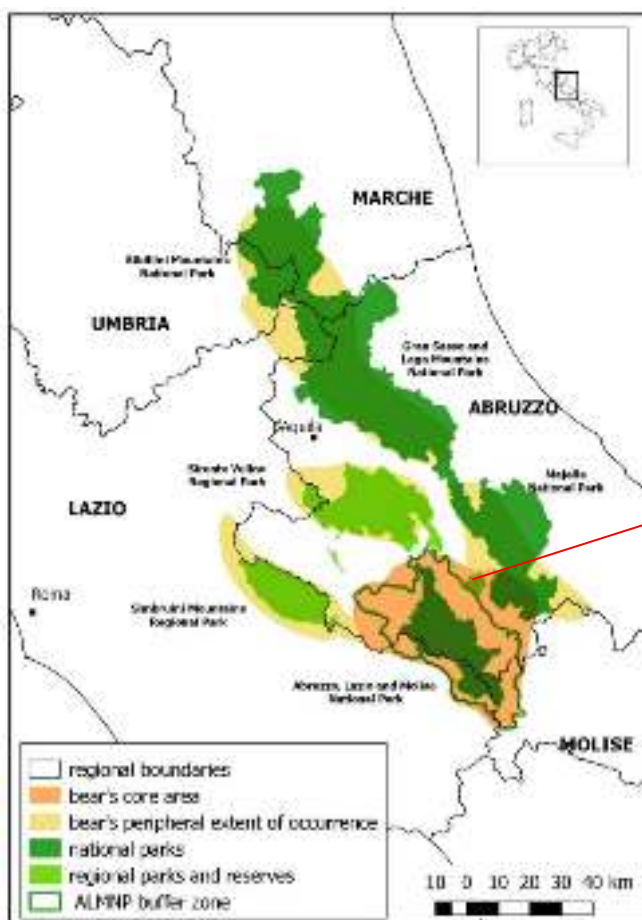 MARCHE
Sibillini Mountains
National Park
UMBRIA
Gran Sasso and
Laga Mountains
National Park
ABRUZZO
L'Aquila
Sirente Velino
Regional Park
Majella
National Park
LAZIO
Roma
Simbruini Mountains
Regional Park
Abruzzo, Lazio and Molise
National Park
MOLISE
regional boundaries
bear's core area
bear's peripheral extent of occurrence
national parks
regional parks and reserves
ALMNP buffer zone
10 0 10 20 30 40 km